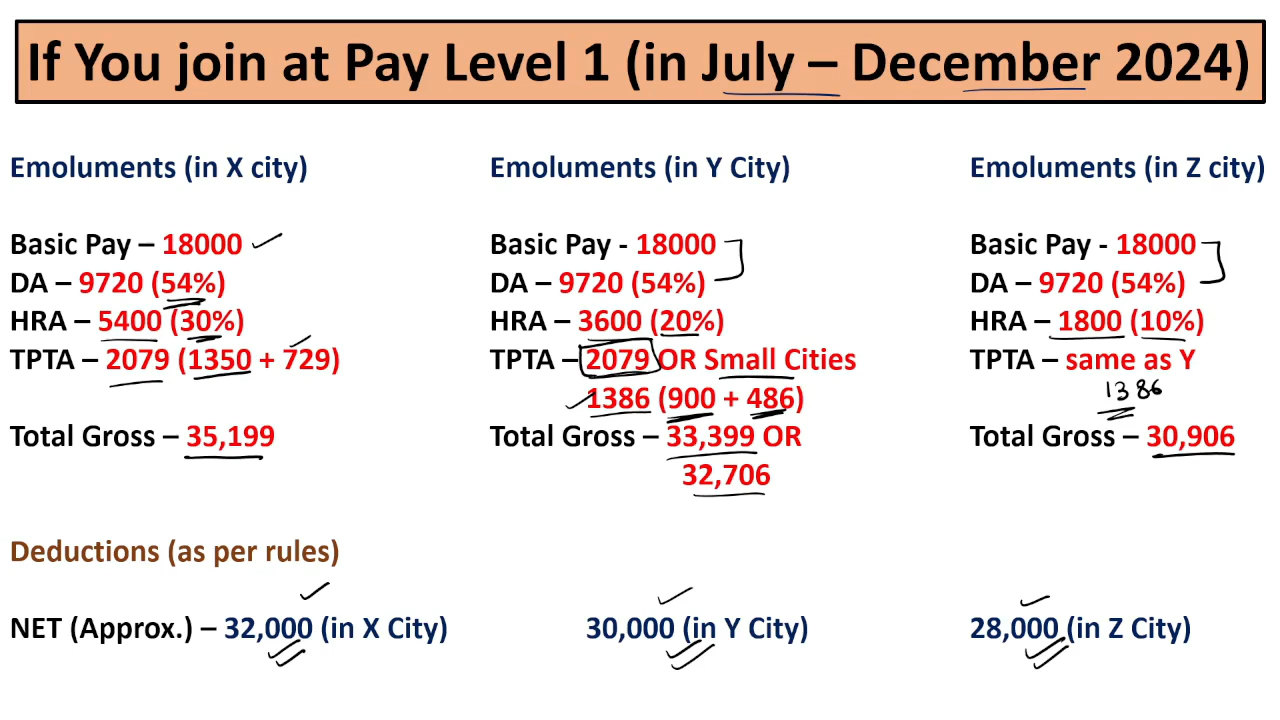 If You join at Pay Level 1 (in July – December 2024)
Emoluments (in X city)
Basic Pay – 18000
DA – 9720 (54%)
HRA – 5400 (30%)
TPTA – 2079 (1350 + 729)
Total Gross – 35,199
Emoluments (in Y City)
Basic Pay - 18000
DA – 9720 (54%)
HRA – 3600 (20%)
TPTA – 2079 OR Small Cities
1386 (900 + 486)
Total Gross – 33,399 OR
32,706
Emoluments (in Z city)
Basic Pay - 18000
DA – 9720 (54%)
HRA – 1800 (10%)
TPTA – same as Y
1386
Total Gross – 30,906
Deductions (as per rules)
NET (Approx.) – 32,000 (in X City)
30,000 (in Y City)
28,000 (in Z City)